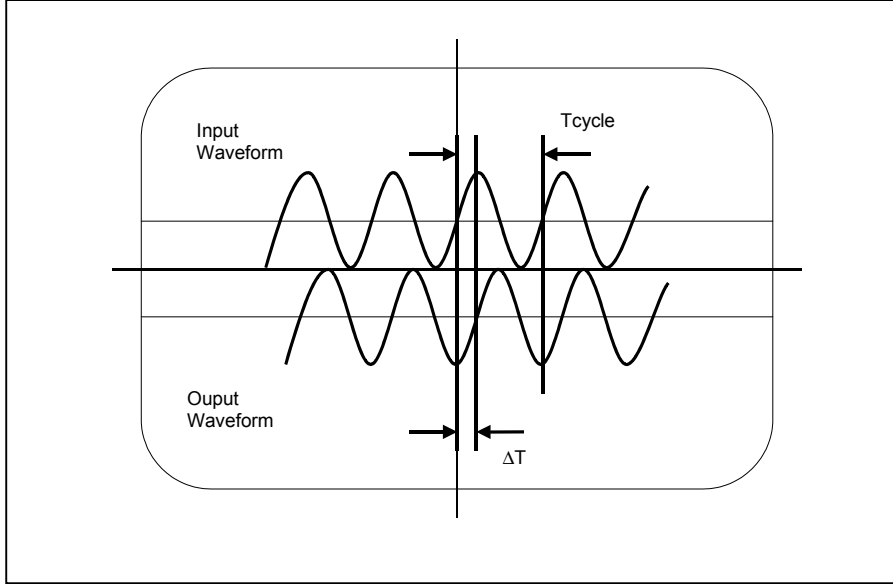 Input
Waveform
Tcycle
Ouput
Waveform
ΔT